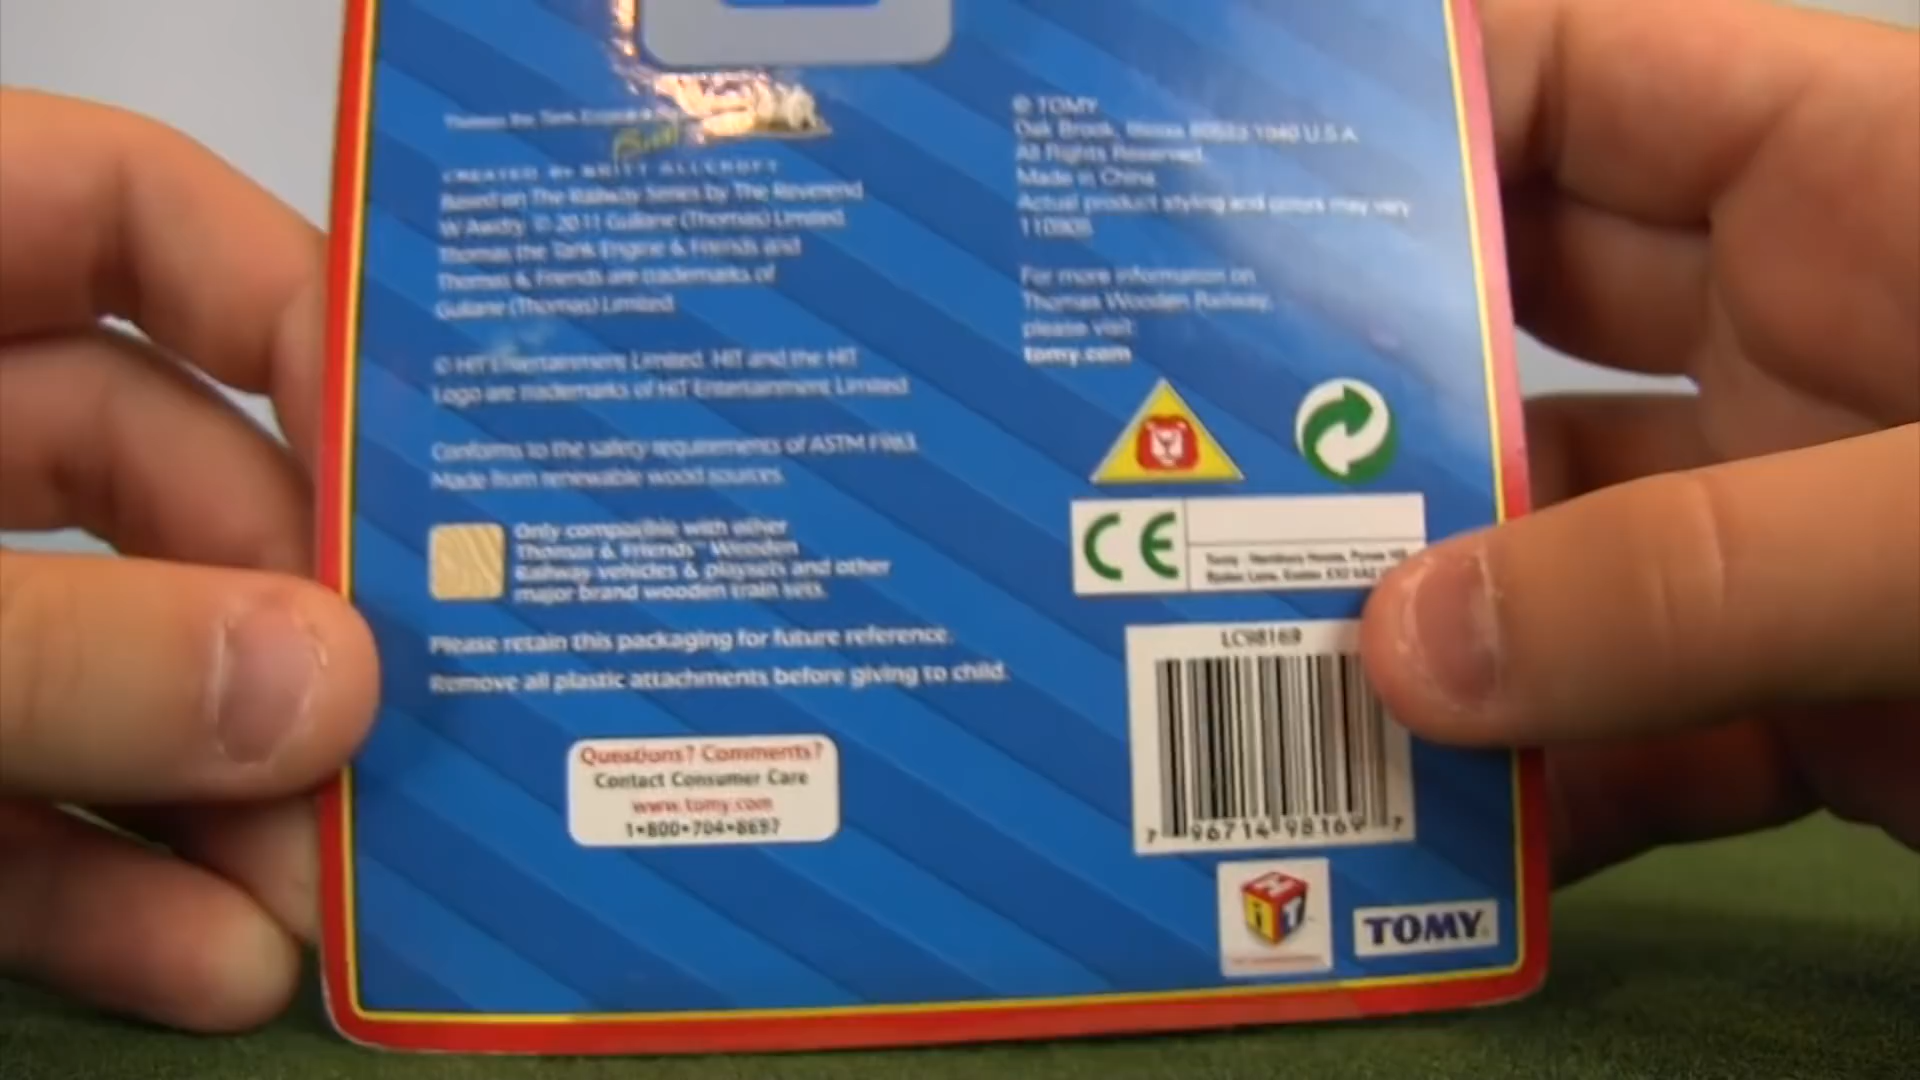 Thomas the Tank Engine &
CREATED BY BRITT ALLCROFT
Based on The Railway Series by The Reverend
W Awdry. © 2011 Gullane (Thomas) Limited.
Thomas the Tank Engine & Friends and
Thomas & Friends are trademarks of
Gullane (Thomas) Limited.
© HIT Entertainment Limited. HIT and the HIT
Logo are trademarks of HIT Entertainment Limited.
Conforms to the safety requirements of ASTM F963.
Made from renewable wood sources.
Only compatible with other
Thomas & Friends™ Wooden
Railway vehicles & playsets and other
major brand wooden train sets.
Please retain this packaging for future reference.
Remove all plastic attachments before giving to child.
Questions? Comments?
Contact Consumer Care
www.tomy.com
1•800•704•8697
© TOMY
Oak Brook, Illinois U.S.A.
All Rights Reserved.
Made in China
Actual product styling and colors may vary
For more information on
Thomas Wooden Railway,
please visit:
tomy.com
CE
LC98169
7 96714 98169 7
HiT
TOMY